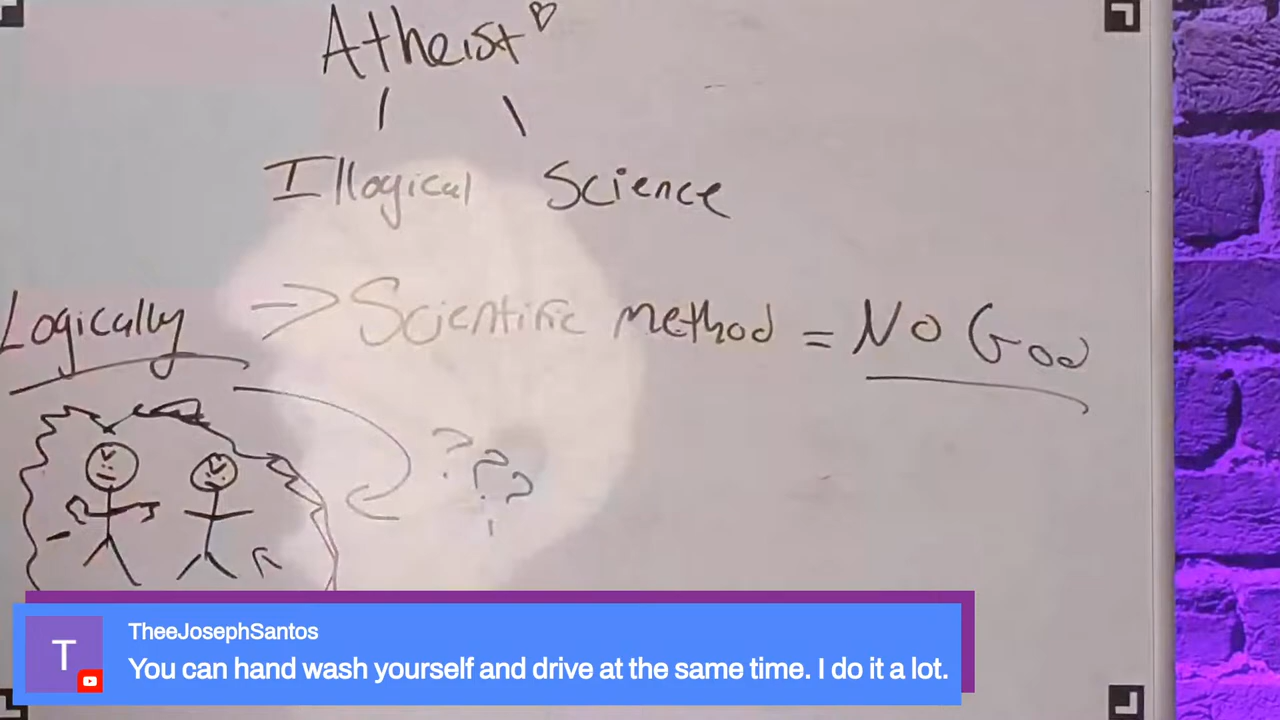 Atheist
Illogical Science
Logically => Scientific method = No God
???
T
TheeJosephSantos
You can hand wash yourself and drive at the same time. I do it a lot.